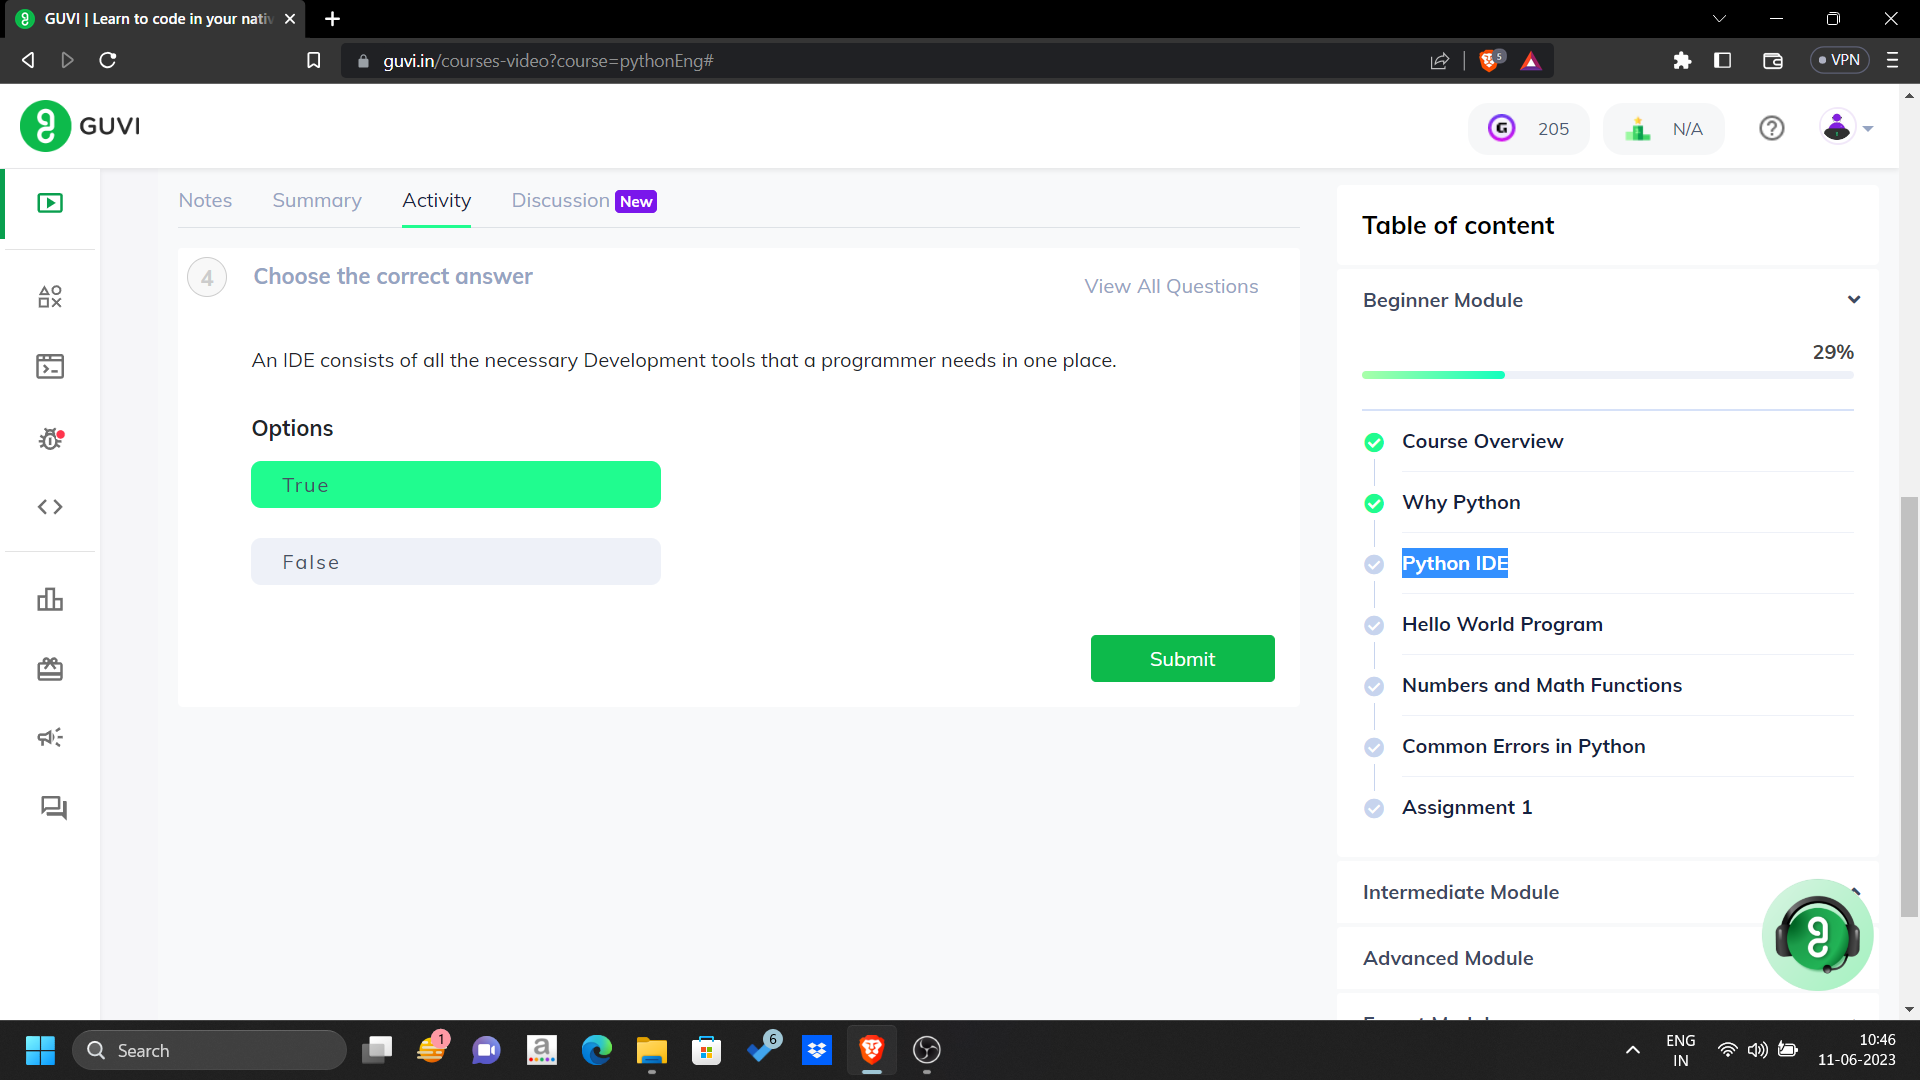 GUVI | Learn to code in your nativ
guvi.in/courses-video?course=pythonEng#
5
VPN
GUVI
G
205
N/A
Notes
Summary
Activity
Discussion
New
4
Choose the correct answer
View All Questions
An IDE consists of all the necessary Development tools that a programmer needs in one place.
Options
True
False
Submit
Table of content
Beginner Module
29%
Course Overview
Why Python
Python IDE
Hello World Program
Numbers and Math Functions
Common Errors in Python
Assignment 1
Intermediate Module
Advanced Module
Search
1
a
6
ENG
IN
10:46
11-06-2023